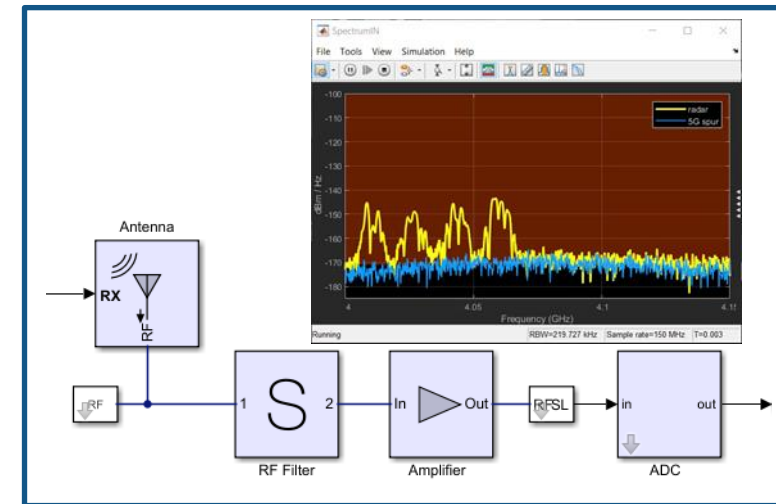 SpectrumIN
File Tools View Simulation Help
radar
5G spur
-100
-110
-120
-130
-140
-150
-160
-170
-180
dBm / Hz
4
4.05
4.1
4.15
Frequency (GHz)
Running
RBW=219.727 kHz Sample rate=150 MHz T=0.003
Antenna
RX
RF
RF
1
S
2
In
Out
in
out
RF Filter
Amplifier
ADC